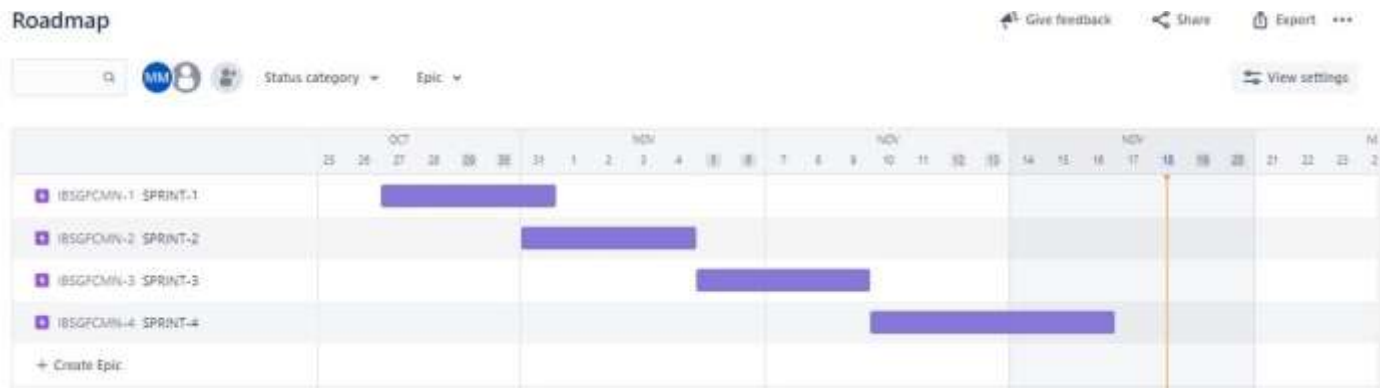 Roadmap
Give feedback Share Export
MM Status category Epic View settings
OCT NOV NOV NOV
25 26 27 28 29 30 31 1 2 3 4 5 6 7 8 9 10 11 12 13 14 15 16 17 18 19 20 21 22 23 2
IBSGFCMN-1 SPRINT-1
IBSGFCMN-2 SPRINT-2
IBSGFCMN-3 SPRINT-3
IBSGFCMN-4 SPRINT-4
+ Create Epic